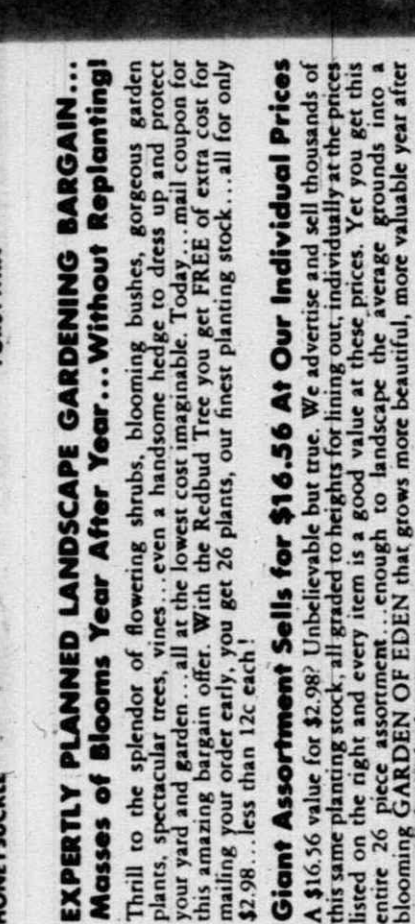 EXPERTLY PLANNED LANDSCAPE GARDENING BARGAIN...
Masses of Blooms Year After Year...Without Replanting!
Thrill to the splendor of flowering shrubs, blooming bushes, gorgeous garden
plants, spectacular trees, vines...even a handsome hedge to dress up and protect
your yard and garden...all at the lowest cost imaginable. Today...mail coupon for
this amazing bargain offer. With the Redbud Tree you get FREE of extra cost for
mailing your order early, you get 26 plants, our finest planting stock...all for only
$2.98...less than 12c each!
Giant Assortment Sells for $16.56 At Our Individual Prices
A $16.56 value for $2.98? Unbelievable but true. We advertise and sell thousands of
this same planting stock, all graded to heights for lining out, individually at the prices
listed on the right and every item is a good value at these prices. Yet you get this
entire 26 piece assortment...enough to landscape the average grounds into a
blooming GARDEN OF EDEN that grows more beautiful, more valuable year after